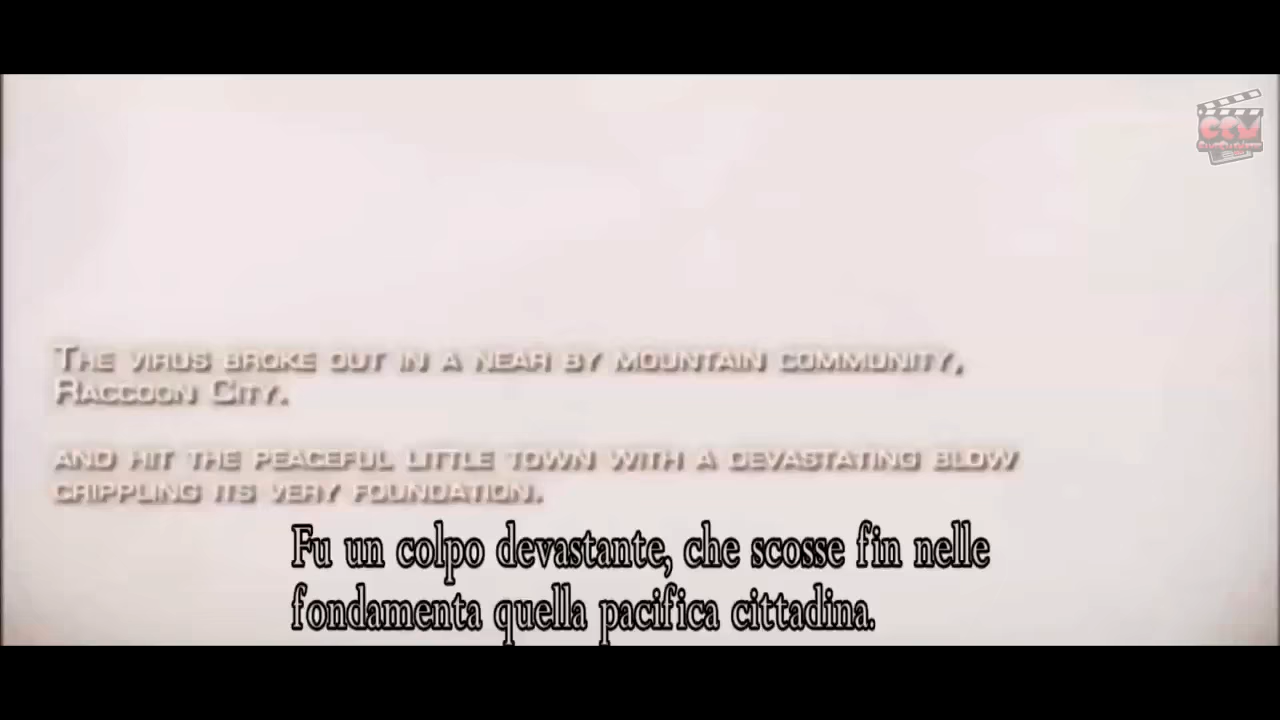 THE VIRUS BROKE OUT IN A NEAR BY MOUNTAIN COMMUNITY,
RACCOON CITY.
AND HIT THE PEACEFUL LITTLE TOWN WITH A DEVASTATING BLOW
CRIPPLING ITS VERY FOUNDATION.
Fu un colpo devastante, che scosse fin nelle
fondamenta quella pacifica cittadina.